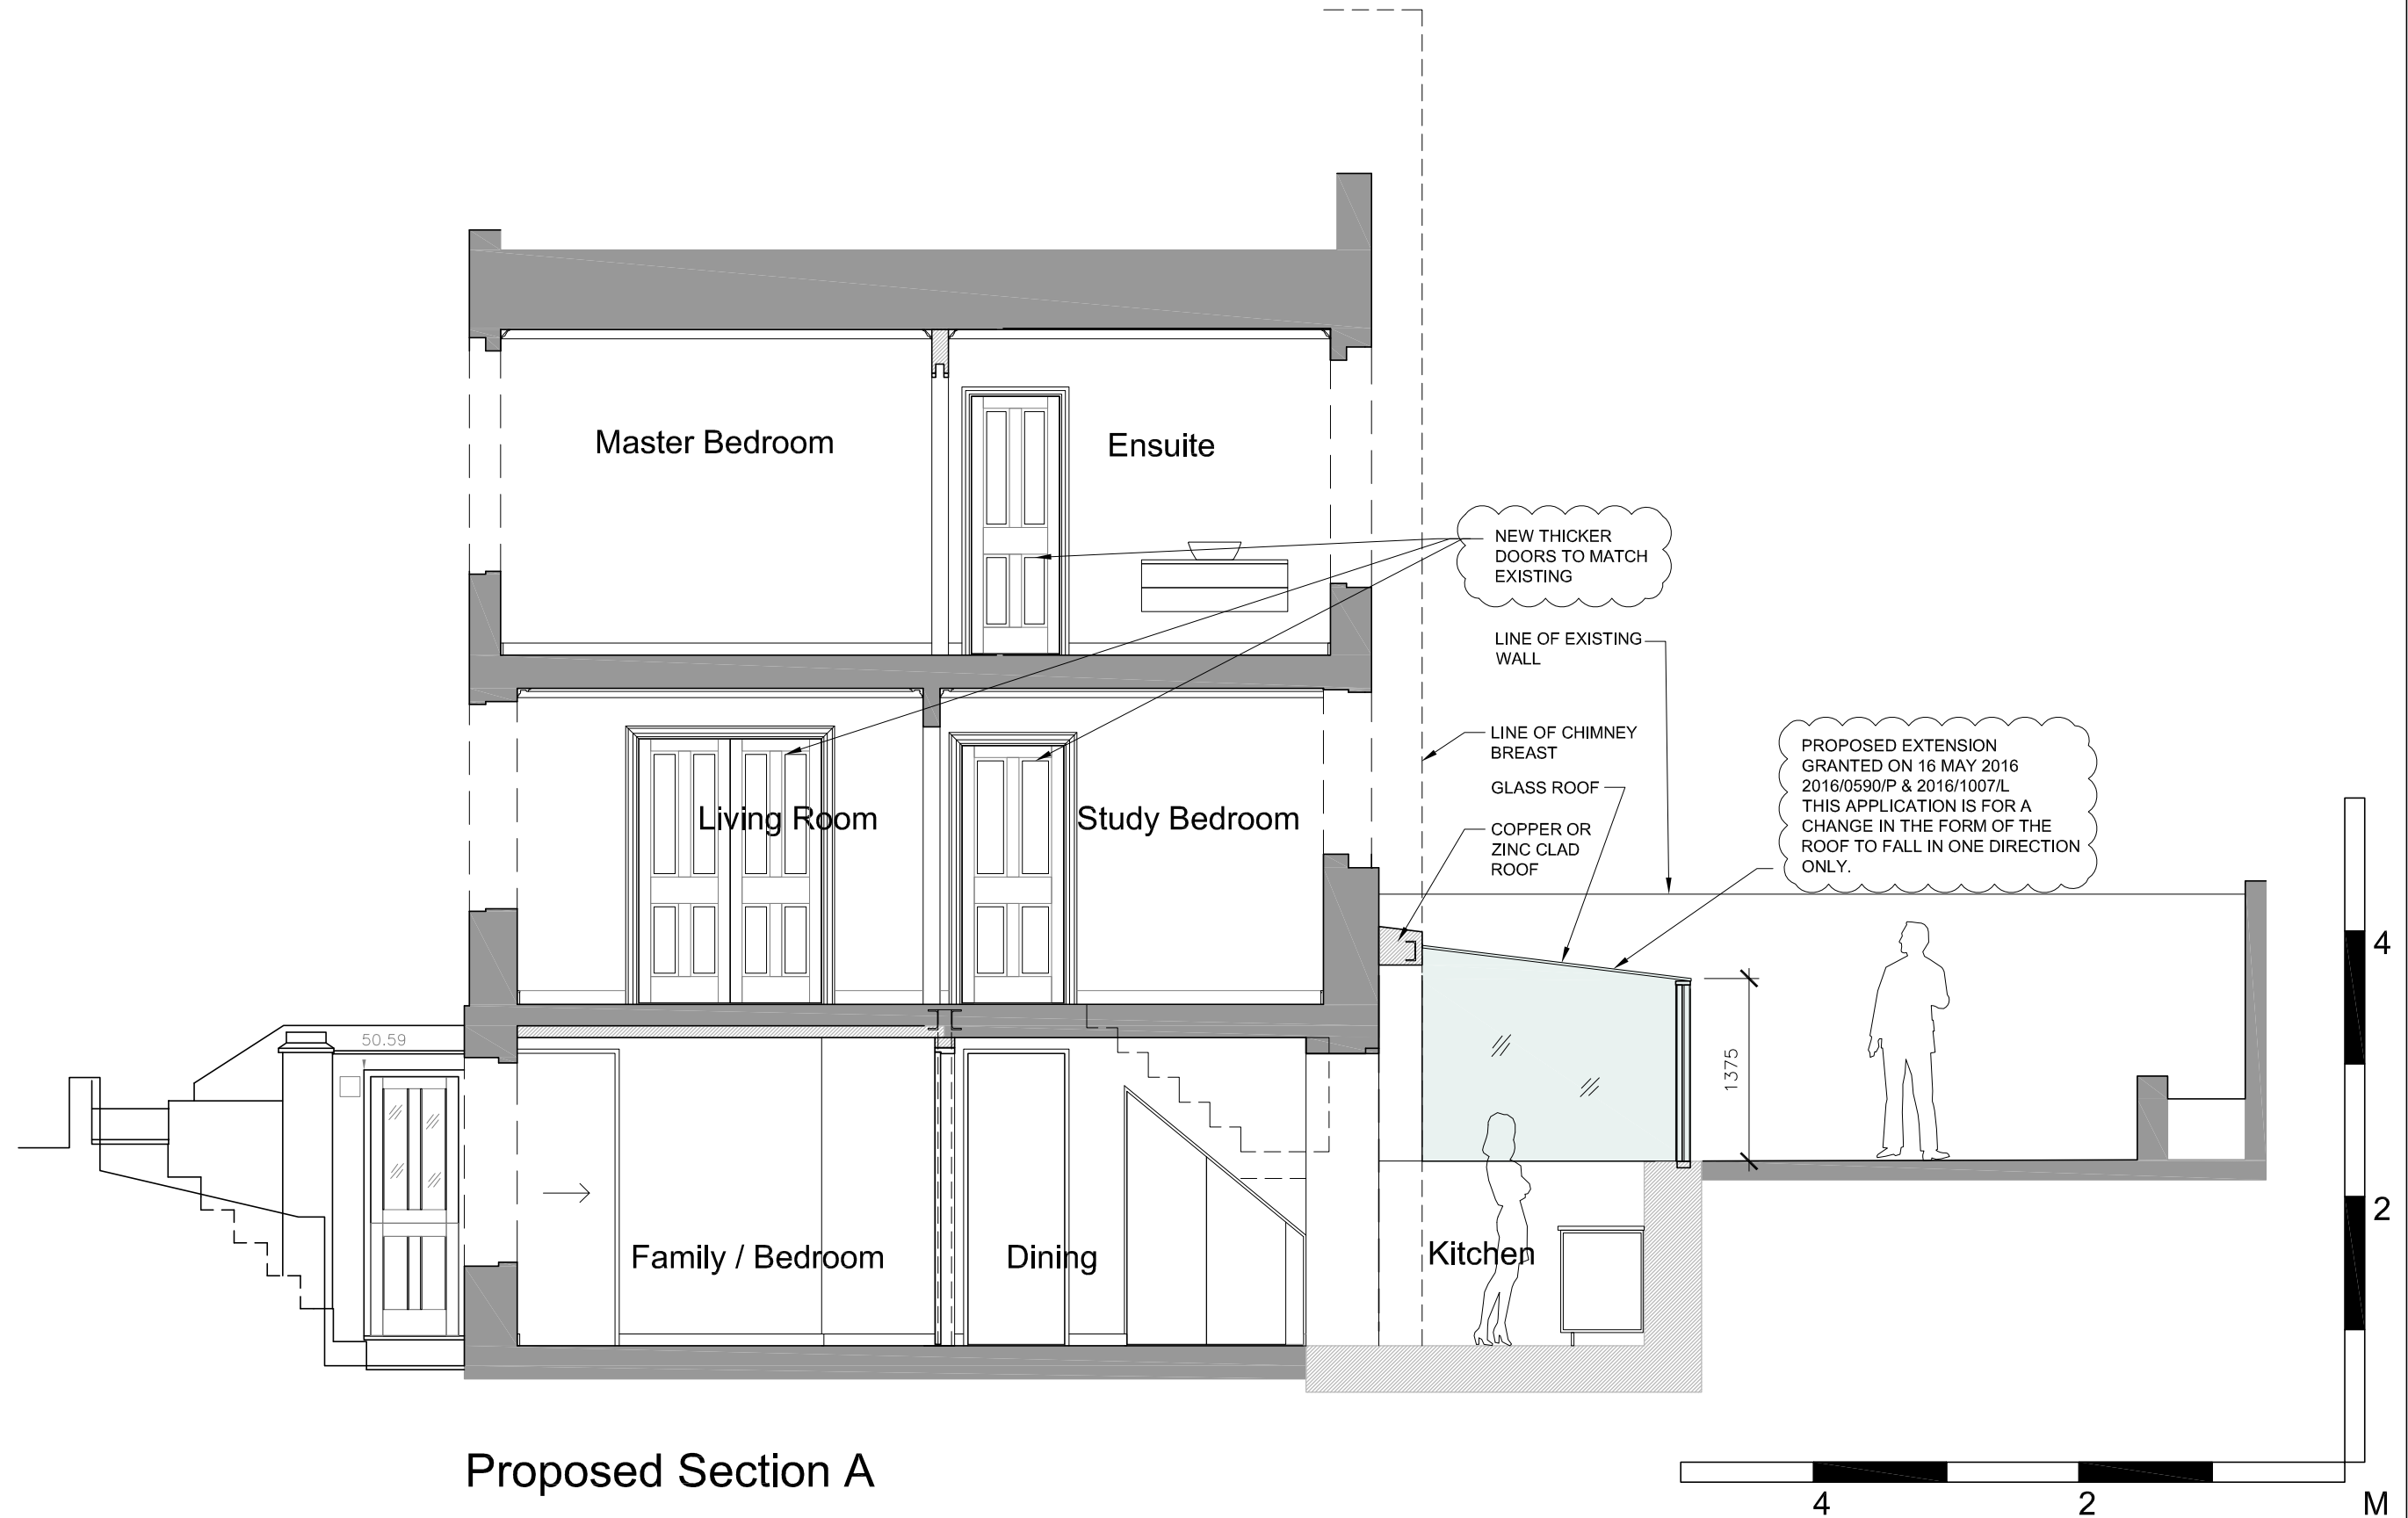 Master Bedroom
Ensuite
NEW THICKER
DOORS TO MATCH
EXISTING
LINE OF EXISTING
WALL
LINE OF CHIMNEY
BREAST
GLASS ROOF
COPPER OR
ZINC CLAD
ROOF
PROPOSED EXTENSION
GRANTED ON 16 MAY 2016
2016/0590/P & 2016/1007/L
THIS APPLICATION IS FOR A
CHANGE IN THE FORM OF THE
ROOF TO FALL IN ONE DIRECTION
ONLY.
Living Room
Study Bedroom
50.59
1375
Family / Bedroom
Dining
Kitchen
4
2
Proposed Section A
4
2
M